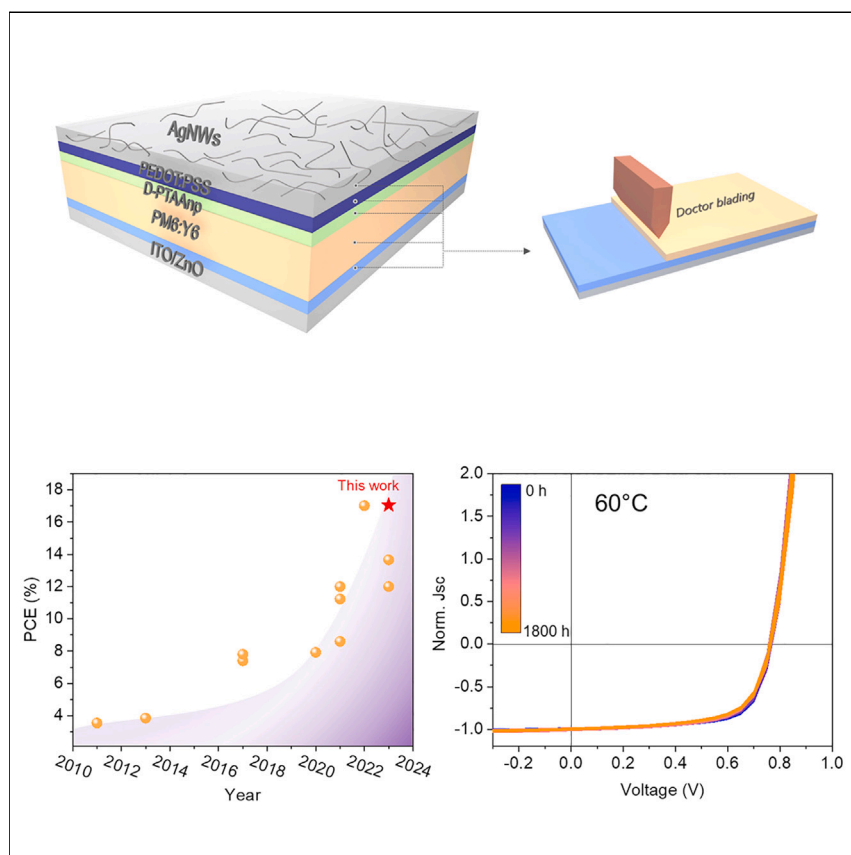 AgNWs
PEDOT:PSS
D-PTAAnp
PM6:Y6
ITO/ZnO
Doctor blading
18
16
14
12
10
8
6
4
PCE (%)
This work
2010
2012
2014
2016
2018
2020
2022
2024
Year
2.0
1.5
1.0
0.5
0.0
-0.5
-1.0
Norm. Jsc
0 h
1800 h
60°C
-0.2
0.0
0.2
0.4
0.6
0.8
1.0
Voltage (V)